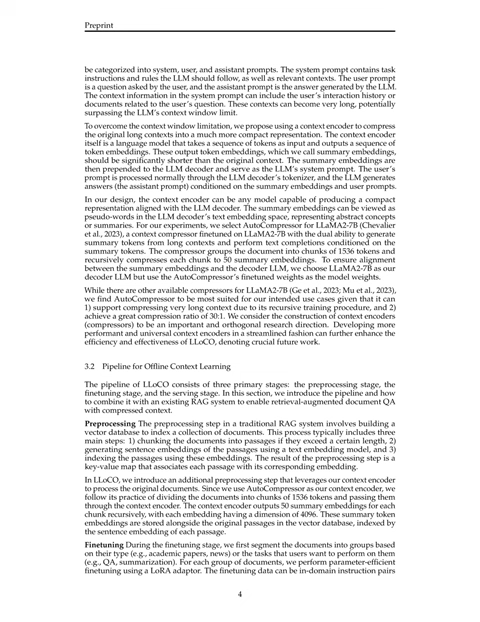 Preprint
be categorized into system, user, and assistant prompts. The system prompt contains task
instructions and rules the LLM should follow, as well as relevant contexts. The user prompt
is a question asked by the user, and the assistant prompt is the answer generated by the LLM.
The context information in the system prompt can include the user's interaction history or
documents related to the user's question. These contexts can become very long, potentially
surpassing the LLM's context window limit.
To overcome the context window limitation, we propose using a context encoder to compress
the original long contexts into a much more compact representation. The context encoder
itself is a language model that takes a sequence of tokens as input and outputs a sequence of
token embeddings. These output token embeddings, which we call summary embeddings,
should be significantly shorter than the original context. The summary embeddings are
then prepended to the LLM decoder and serve as the LLM's system prompt. The user's
prompt is processed normally through the LLM decoder's tokenizer, and the LLM generates
answers (the assistant prompt) conditioned on the summary embeddings and user prompts.
In our design, the context encoder can be any model capable of producing a compact
representation aligned with the LLM decoder. The summary embeddings can be viewed as
pseudo-words in the LLM decoder's text embedding space, representing abstract concepts
or summaries. For our experiments, we select AutoCompressor for LLaMA2-7B (Chevalier
et al., 2023), a context compressor finetuned on LLaMA2-7B with the dual ability to generate
summary tokens from long contexts and perform text completions conditioned on the
summary tokens. The compressor groups the document into chunks of 1536 tokens and
recursively compresses each chunk to 50 summary embeddings. To ensure alignment
between the summary embeddings and the decoder LLM, we choose LLaMA2-7B as our
decoder LLM but use the AutoCompressor's finetuned weights as the model weights.
While there are other available compressors for LLaMA2-7B (Ge et al., 2023; Mu et al., 2023),
we find AutoCompressor to be most suited for our intended use cases given that it can
1) support compressing very long context due to its recursive training procedure, and 2)
achieve a great compression ratio of 30:1. We consider the construction of context encoders
(compressors) to be an important and orthogonal research direction. Developing more
performant and universal context encoders in a streamlined fashion can further enhance the
efficiency and effectiveness of LLoCO, denoting crucial future work.
3.2 Pipeline for Offline Context Learning
The pipeline of LLoCO consists of three primary stages: the preprocessing stage, the
finetuning stage, and the serving stage. In this section, we introduce the pipeline and how
to combine it with an existing RAG system to enable retrieval-augmented document QA
with compressed context.
Preprocessing The preprocessing step in a traditional RAG system involves building a
vector database to index a collection of documents. This process typically includes three
main steps: 1) chunking the documents into passages if they exceed a certain length, 2)
generating sentence embeddings of the passages using a text embedding model, and 3)
indexing the passages using these embeddings. The result of the preprocessing step is a
key-value map that associates each passage with its corresponding embedding.
In LLoCO, we introduce an additional preprocessing step that leverages our context encoder
to process the original documents. Since we use AutoCompressor as our context encoder, we
follow its practice of dividing the documents into chunks of 1536 tokens and passing them
through the context encoder. The context encoder outputs 50 summary embeddings for each
chunk recursively, with each embedding having a dimension of 4096. These summary token
embeddings are stored alongside the original passages in the vector database, indexed by
the sentence embedding of each passage.
Finetuning During the finetuning stage, we first segment the documents into groups based
on their type (e.g., academic papers, news) or the tasks that users want to perform on them
(e.g., QA, summarization). For each group of documents, we perform parameter-efficient
finetuning using a LoRA adaptor. The finetuning data can be in-domain instruction pairs
4